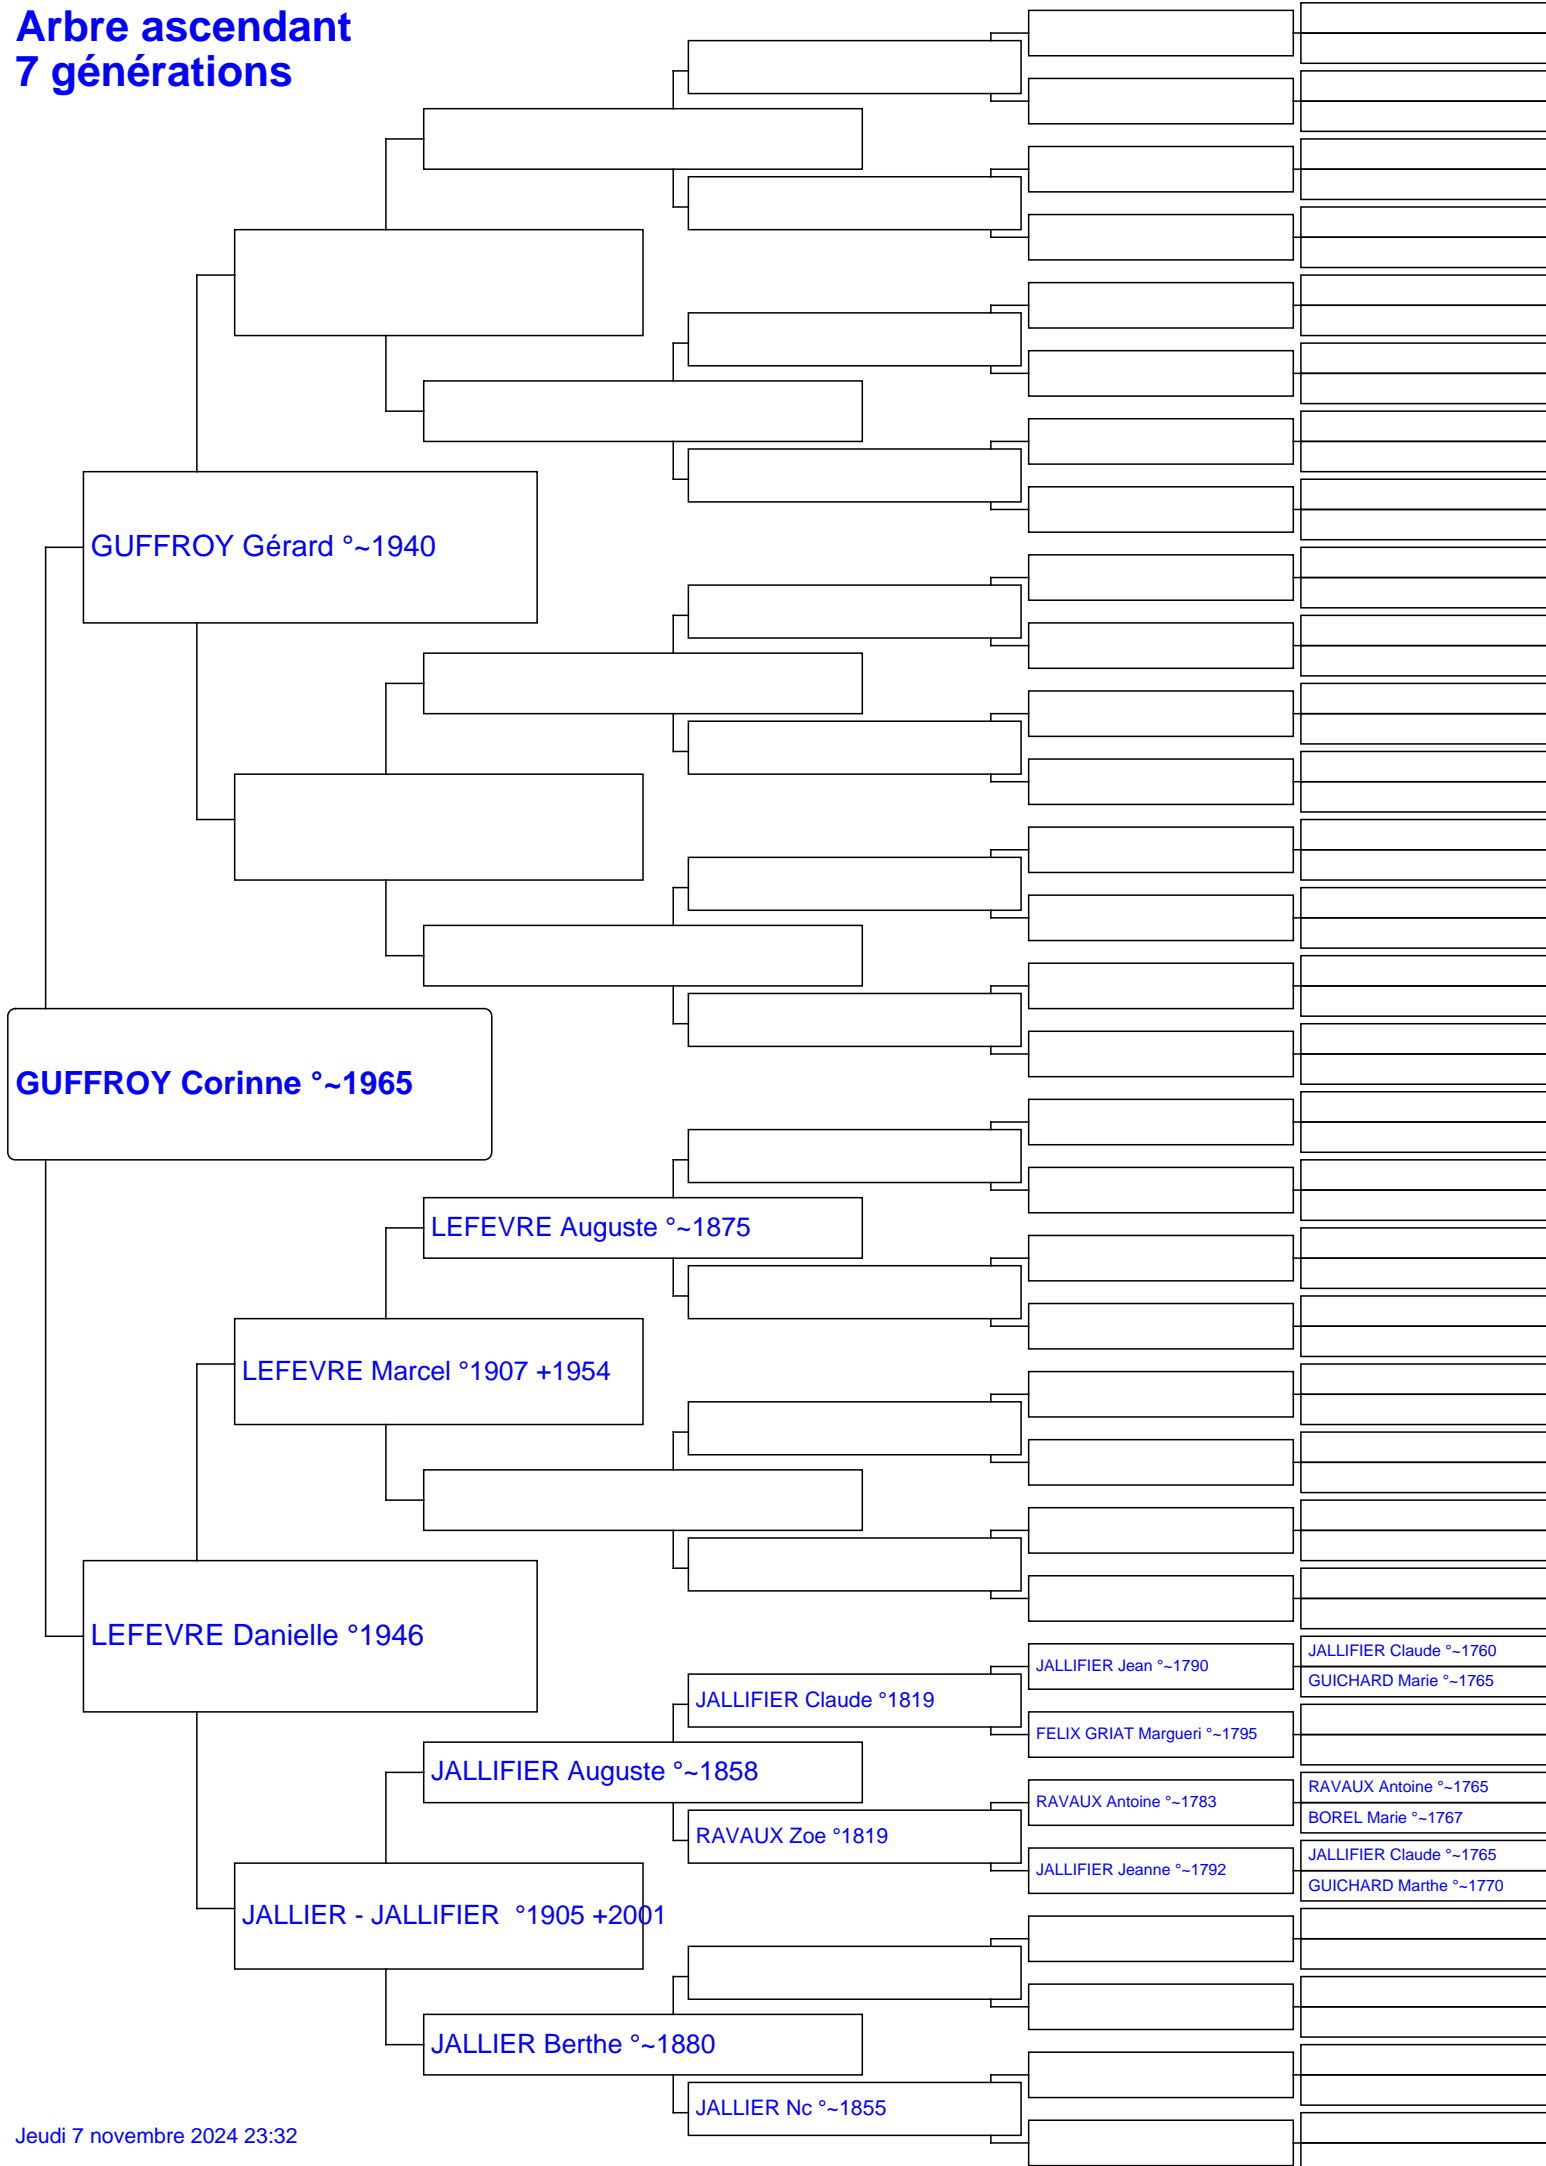 Arbre ascendant
7 générations
GUFFROY Gérard °~1940
GUFFROY Corinne °~1965
LEFEVRE Auguste °~1875
LEFEVRE Marcel °1907 +1954
LEFEVRE Danielle °1946
JALLIFIER Jean °~1790
JALLIFIER Claude °~1760
GUICHARD Marie °~1765
JALLIFIER Claude °1819
FELIX GRIAT Margueri °~1795
JALLIFIER Auguste °~1858
RAVAUX Antoine °~1783
RAVAUX Antoine °~1765
BOREL Marie °~1767
RAVAUX Zoe °1819
JALLIFIER Jeanne °~1792
JALLIFIER Claude °~1765
GUICHARD Marthe °~1770
JALLIER - JALLIFIER °1905 +2001
JALLIER Berthe °~1880
JALLIER Nc °~1855
Jeudi 7 novembre 2024 23:32